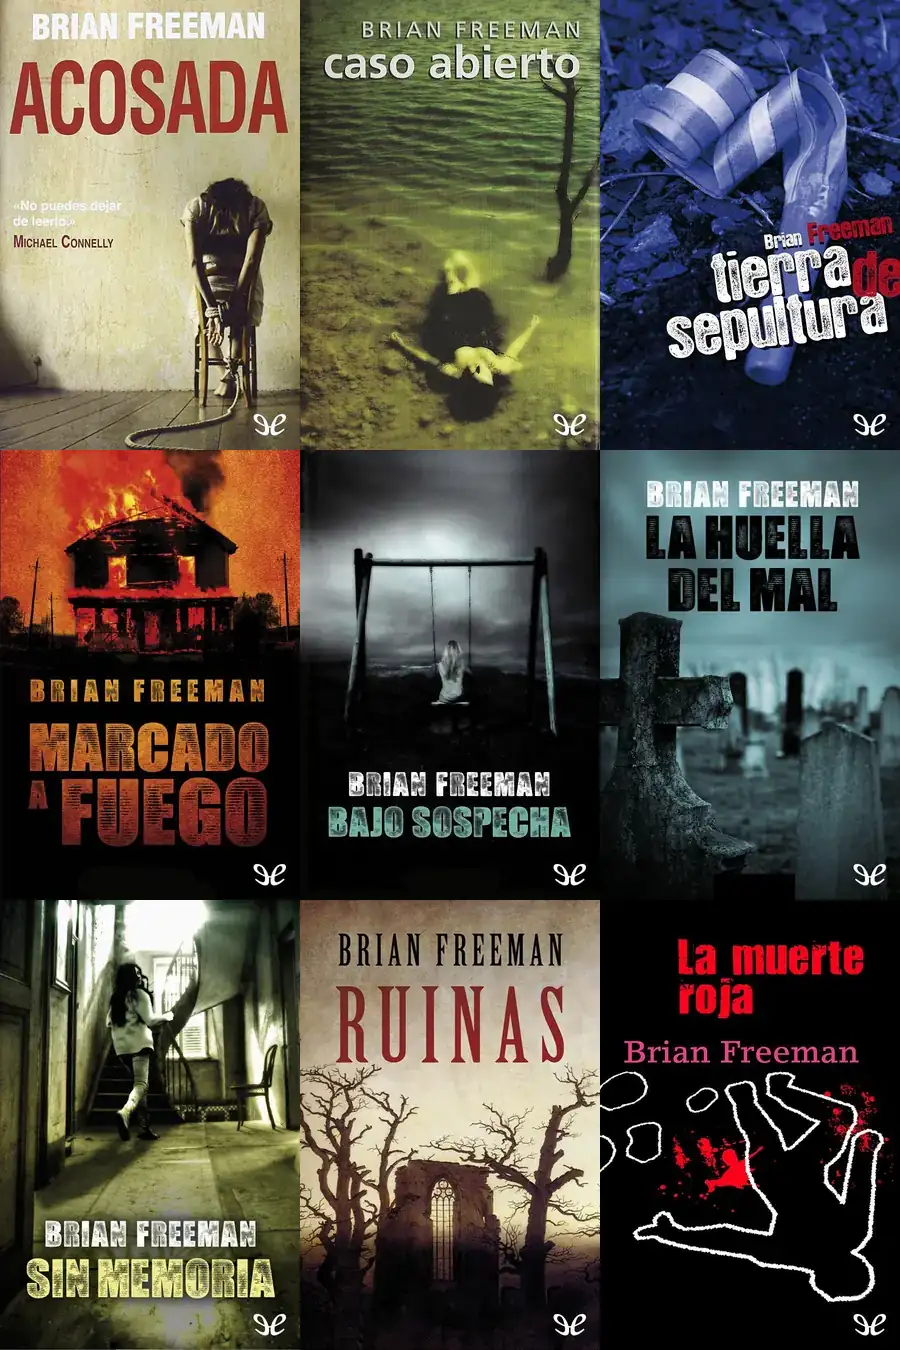 BRIAN FREEMAN
ACOSADA
«No puedes dejar
de leerlo.»
MICHAEL CONNELLY
BRIAN FREEMAN
caso abierto
Brian Freeman
tierra de
sepultura
BRIAN FREEMAN
MARCADO
A FUEGO
BRIAN FREEMAN
BAJO SOSPECHA
BRIAN FREEMAN
LA HUELLA
DEL MAL
BRIAN FREEMAN
SIN MEMORIA
BRIAN FREEMAN
RUINAS
La muerte
roja
Brian Freeman